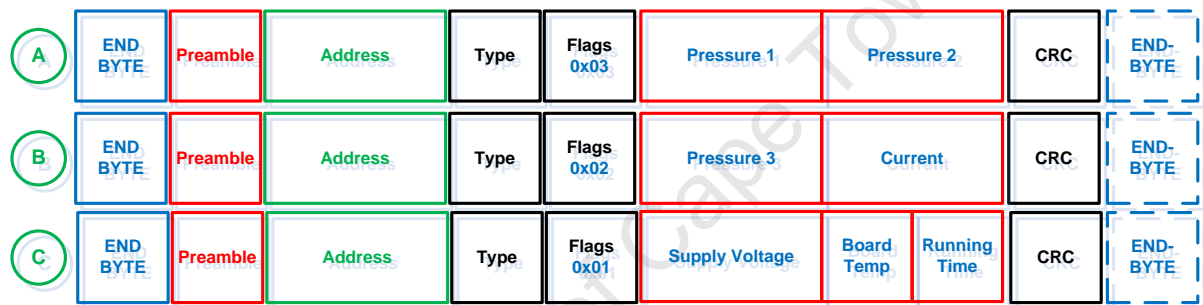 A END BYTE Preamble Address Type Flags 0x03 Pressure 1 Pressure 2 CRC END-BYTE
B END BYTE Preamble Address Type Flags 0x02 Pressure 3 Current CRC END-BYTE
C END BYTE Preamble Address Type Flags 0x01 Supply Voltage Board Temp Running Time CRC END-BYTE
Cape